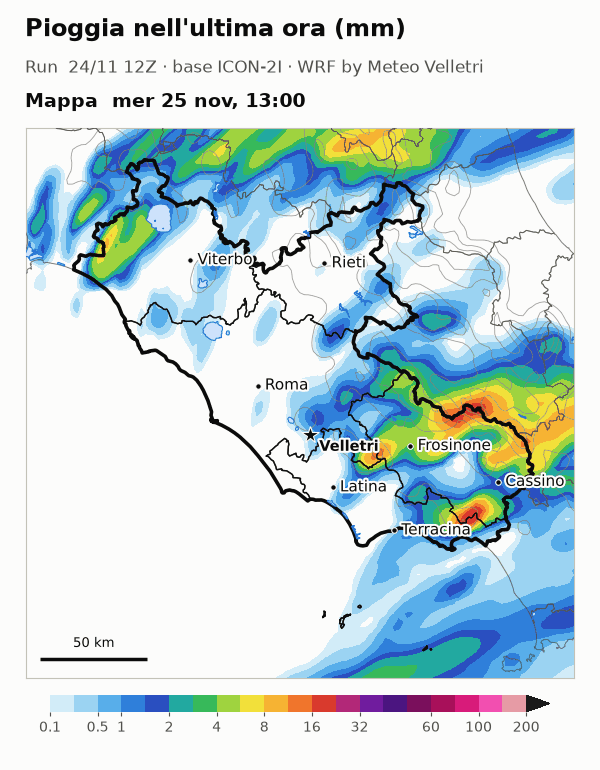 Pioggia nell'ultima ora (mm)
Run  24/11 12Z · base ICON-2I · WRF by Meteo Velletri
Mappa  mer 25 nov, 13:00
Viterbo
Rieti
Roma
Velletri
Frosinone
Latina
Cassino
Terracina
50 km
0.1 0.5 1 2 4 8 16 32 60 100 200